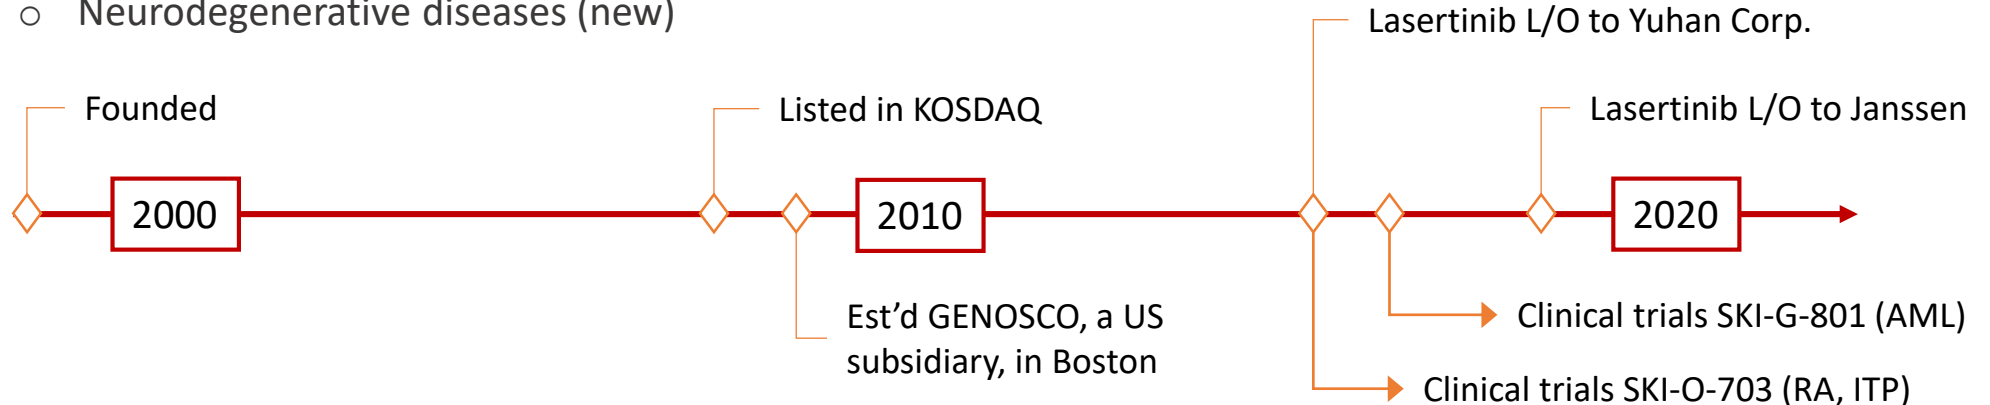 ○ Neurodegenerative diseases (new)
Lasertinib L/O to Yuhan Corp.
Founded
Listed in KOSDAQ
Lasertinib L/O to Janssen
2000
2010
2020
Est’d GENOSCO, a US
subsidiary, in Boston
Clinical trials SKI-G-801 (AML)
Clinical trials SKI-O-703 (RA, ITP)